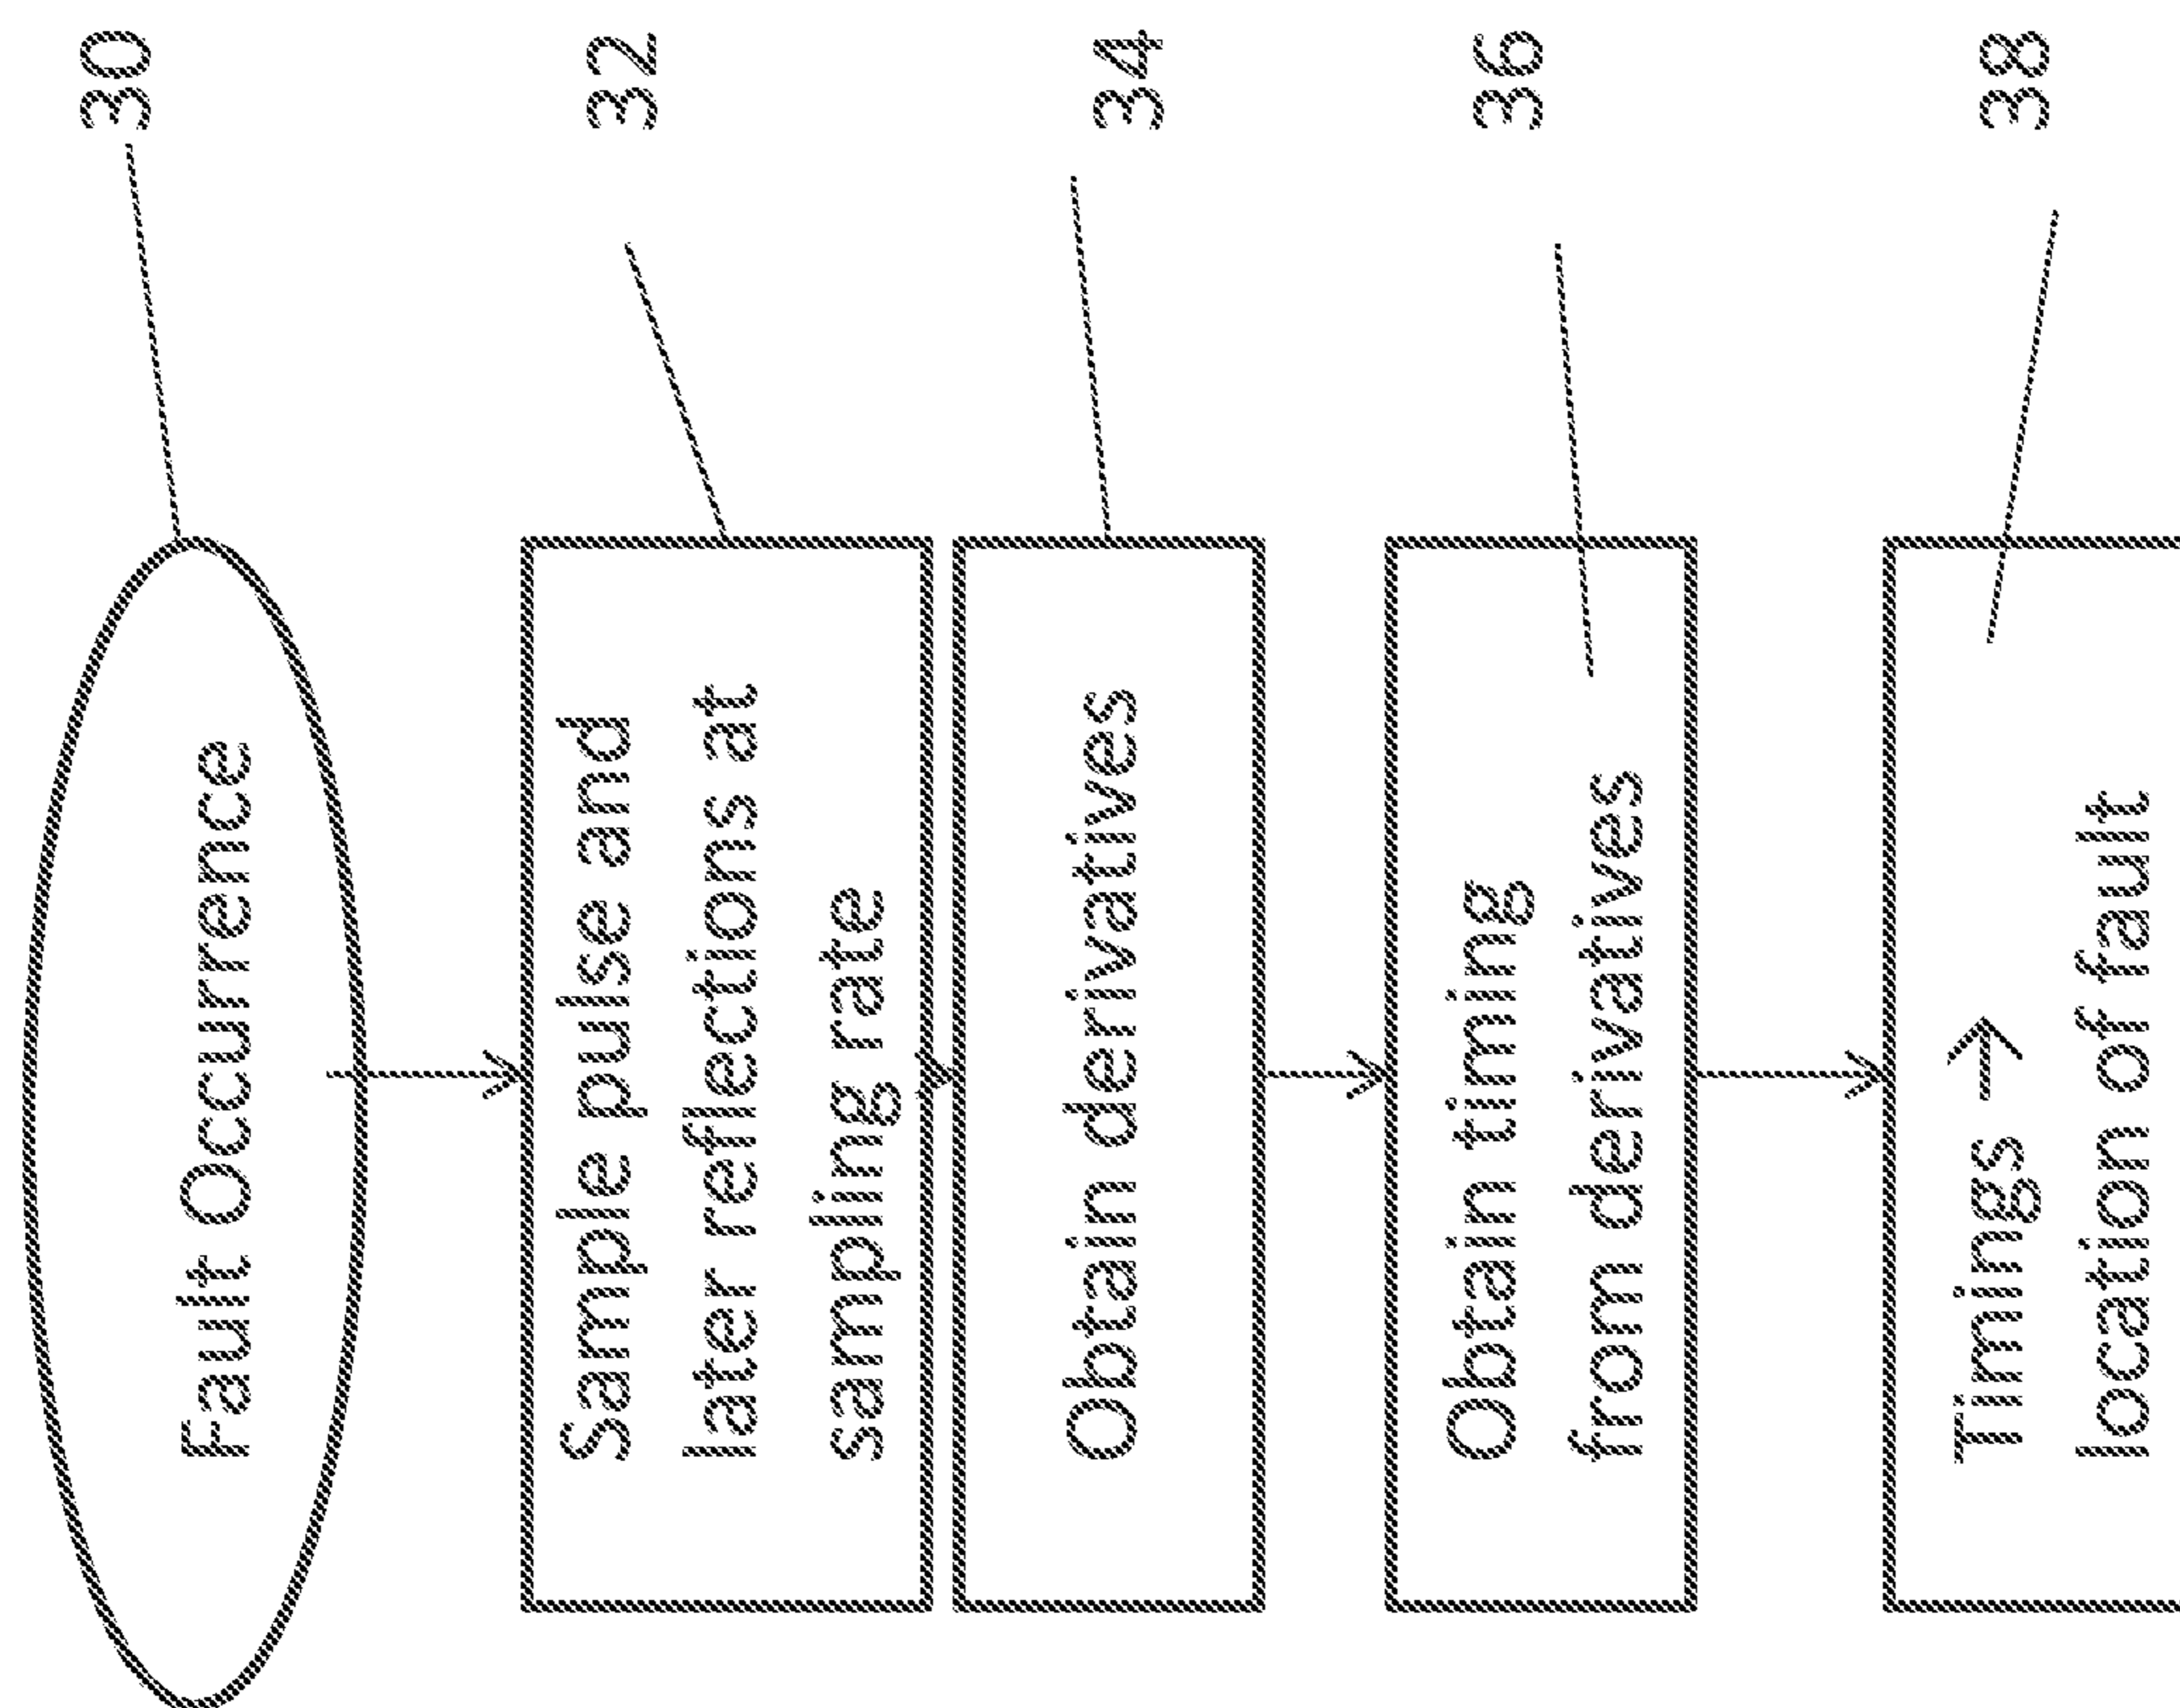 Fault Occurrence
30
Sample pulse and
later reflections at
sampling rate
32
Obtain derivatives
34
Obtain timing
from derivatives
36
Timings →
location of fault
38